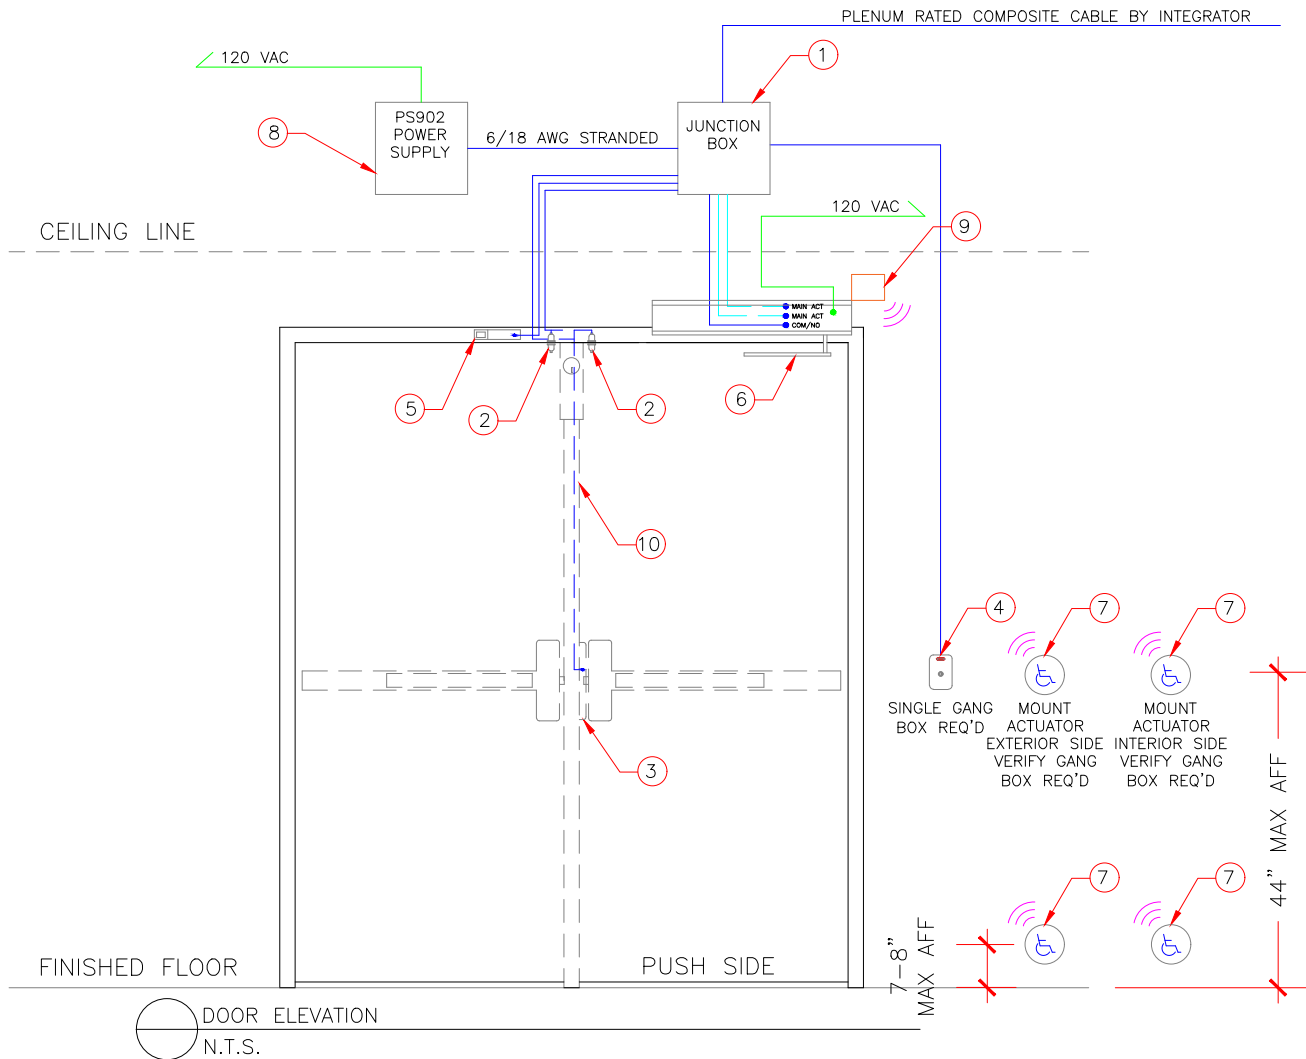 PLENUM RATED COMPOSITE CABLE BY INTEGRATOR
120 VAC
1
PS902
POWER
SUPPLY
8
6/18 AWG STRANDED
JUNCTION
BOX
120 VAC
9
CEILING LINE
MAIN ACT
MAIN ACT
COM/NO
5
2
2
6
10
4
7
7
SINGLE GANG
BOX REQ'D
MOUNT
ACTUATOR
EXTERIOR SIDE
VERIFY GANG
BOX REQ'D
MOUNT
ACTUATOR
INTERIOR SIDE
VERIFY GANG
BOX REQ'D
3
44" MAX AFF
7
7
7-8"
MAX AFF
FINISHED FLOOR
PUSH SIDE
DOOR ELEVATION
N.T.S.